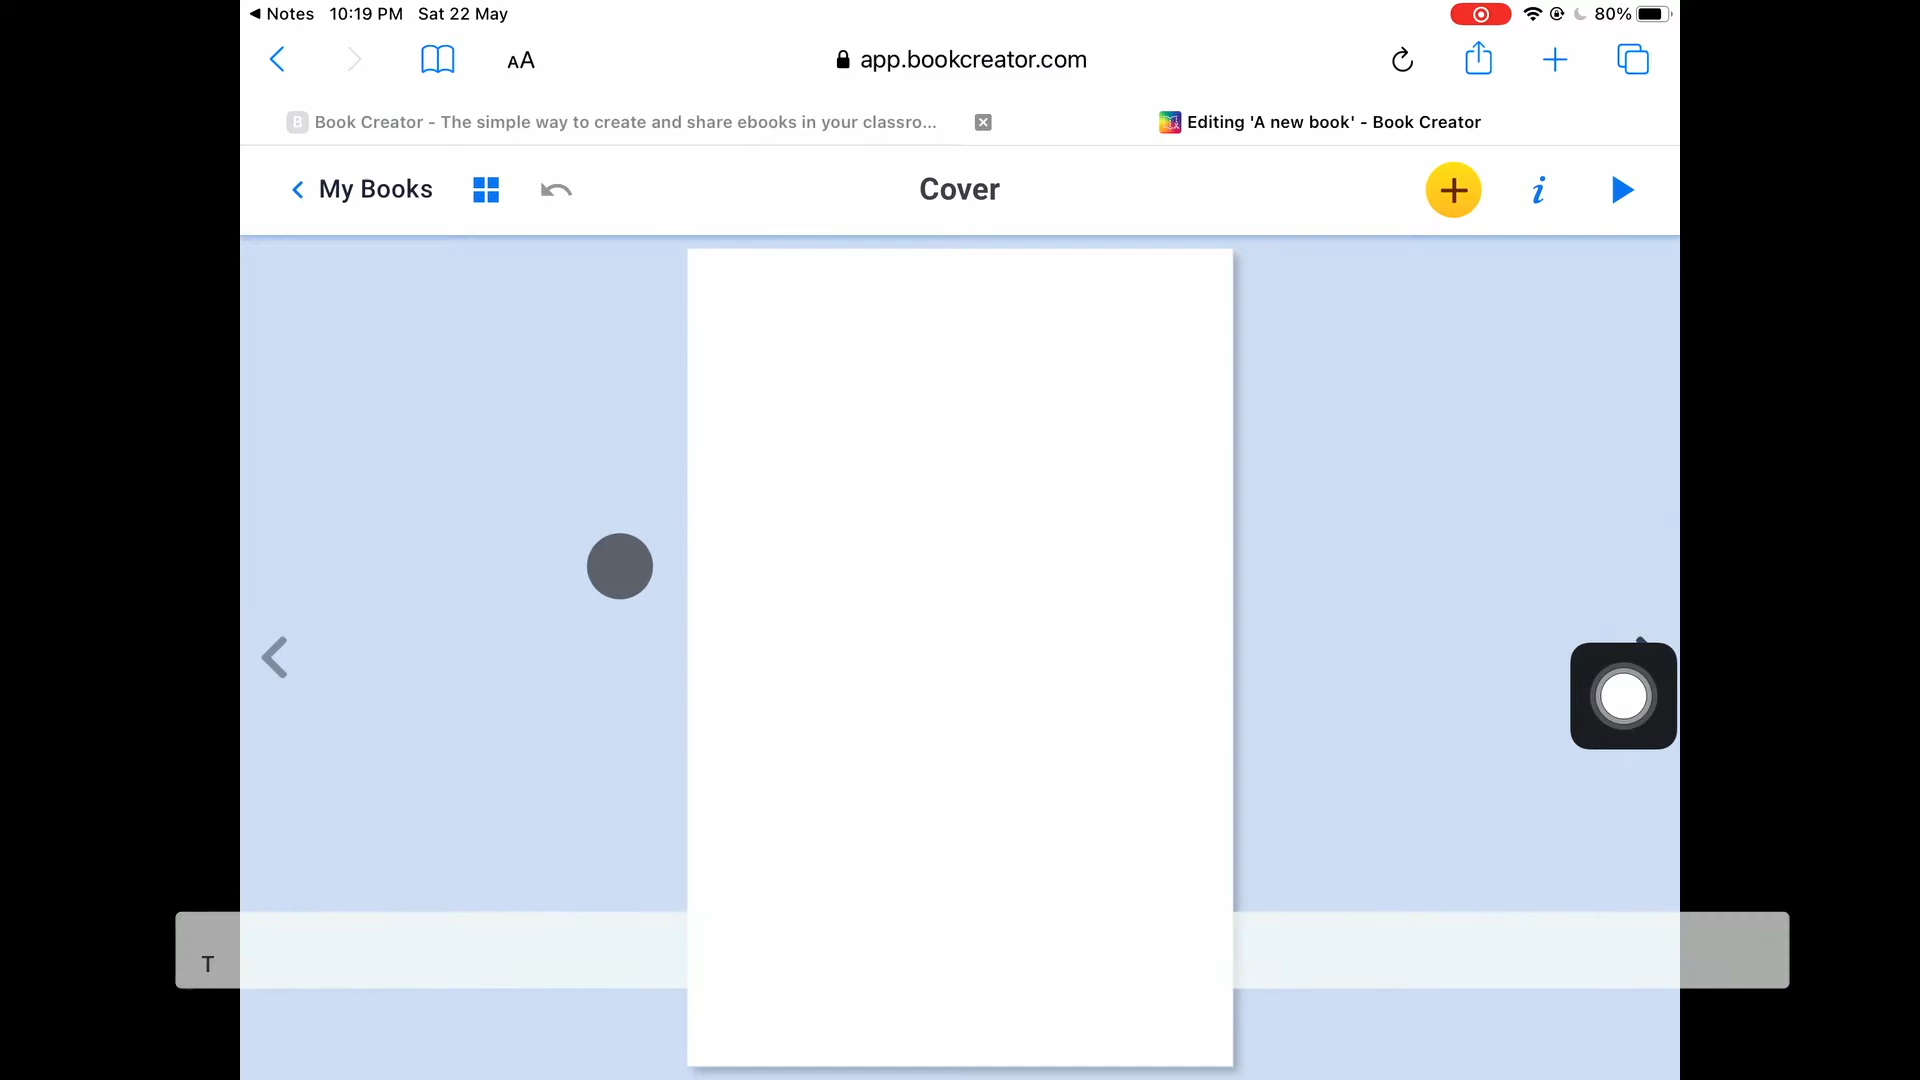 Notes 10:19 PM Sat 22 May 80%
AA app.bookcreator.com
B Book Creator - The simple way to create and share ebooks in your classro... Editing 'A new book' - Book Creator
My Books Cover i
T